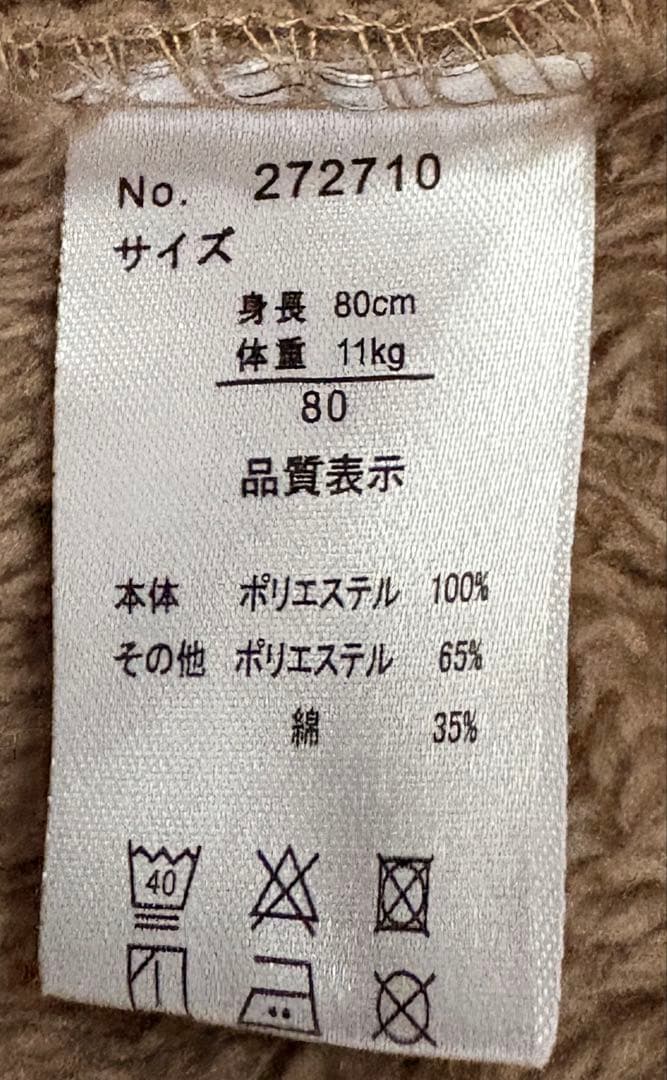 No. 272710
サイズ
身長 80cm
体重 11kg
80
品質表示
本体 ポリエステル 100%
その他 ポリエステル 65%
綿 35%
40